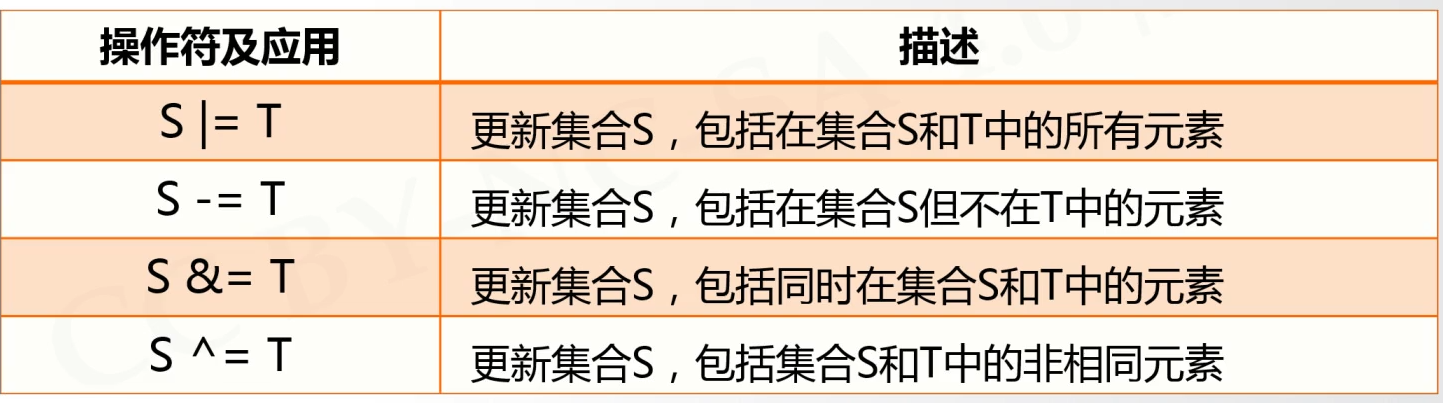 操作符及应用 描述
S |= T 更新集合S，包括在集合S和T中的所有元素
S -= T 更新集合S，包括在集合S但不在T中的元素
S &= T 更新集合S，包括同时在集合S和T中的元素
S ^= T 更新集合S，包括集合S和T中的非相同元素
CC BY-NC-SA